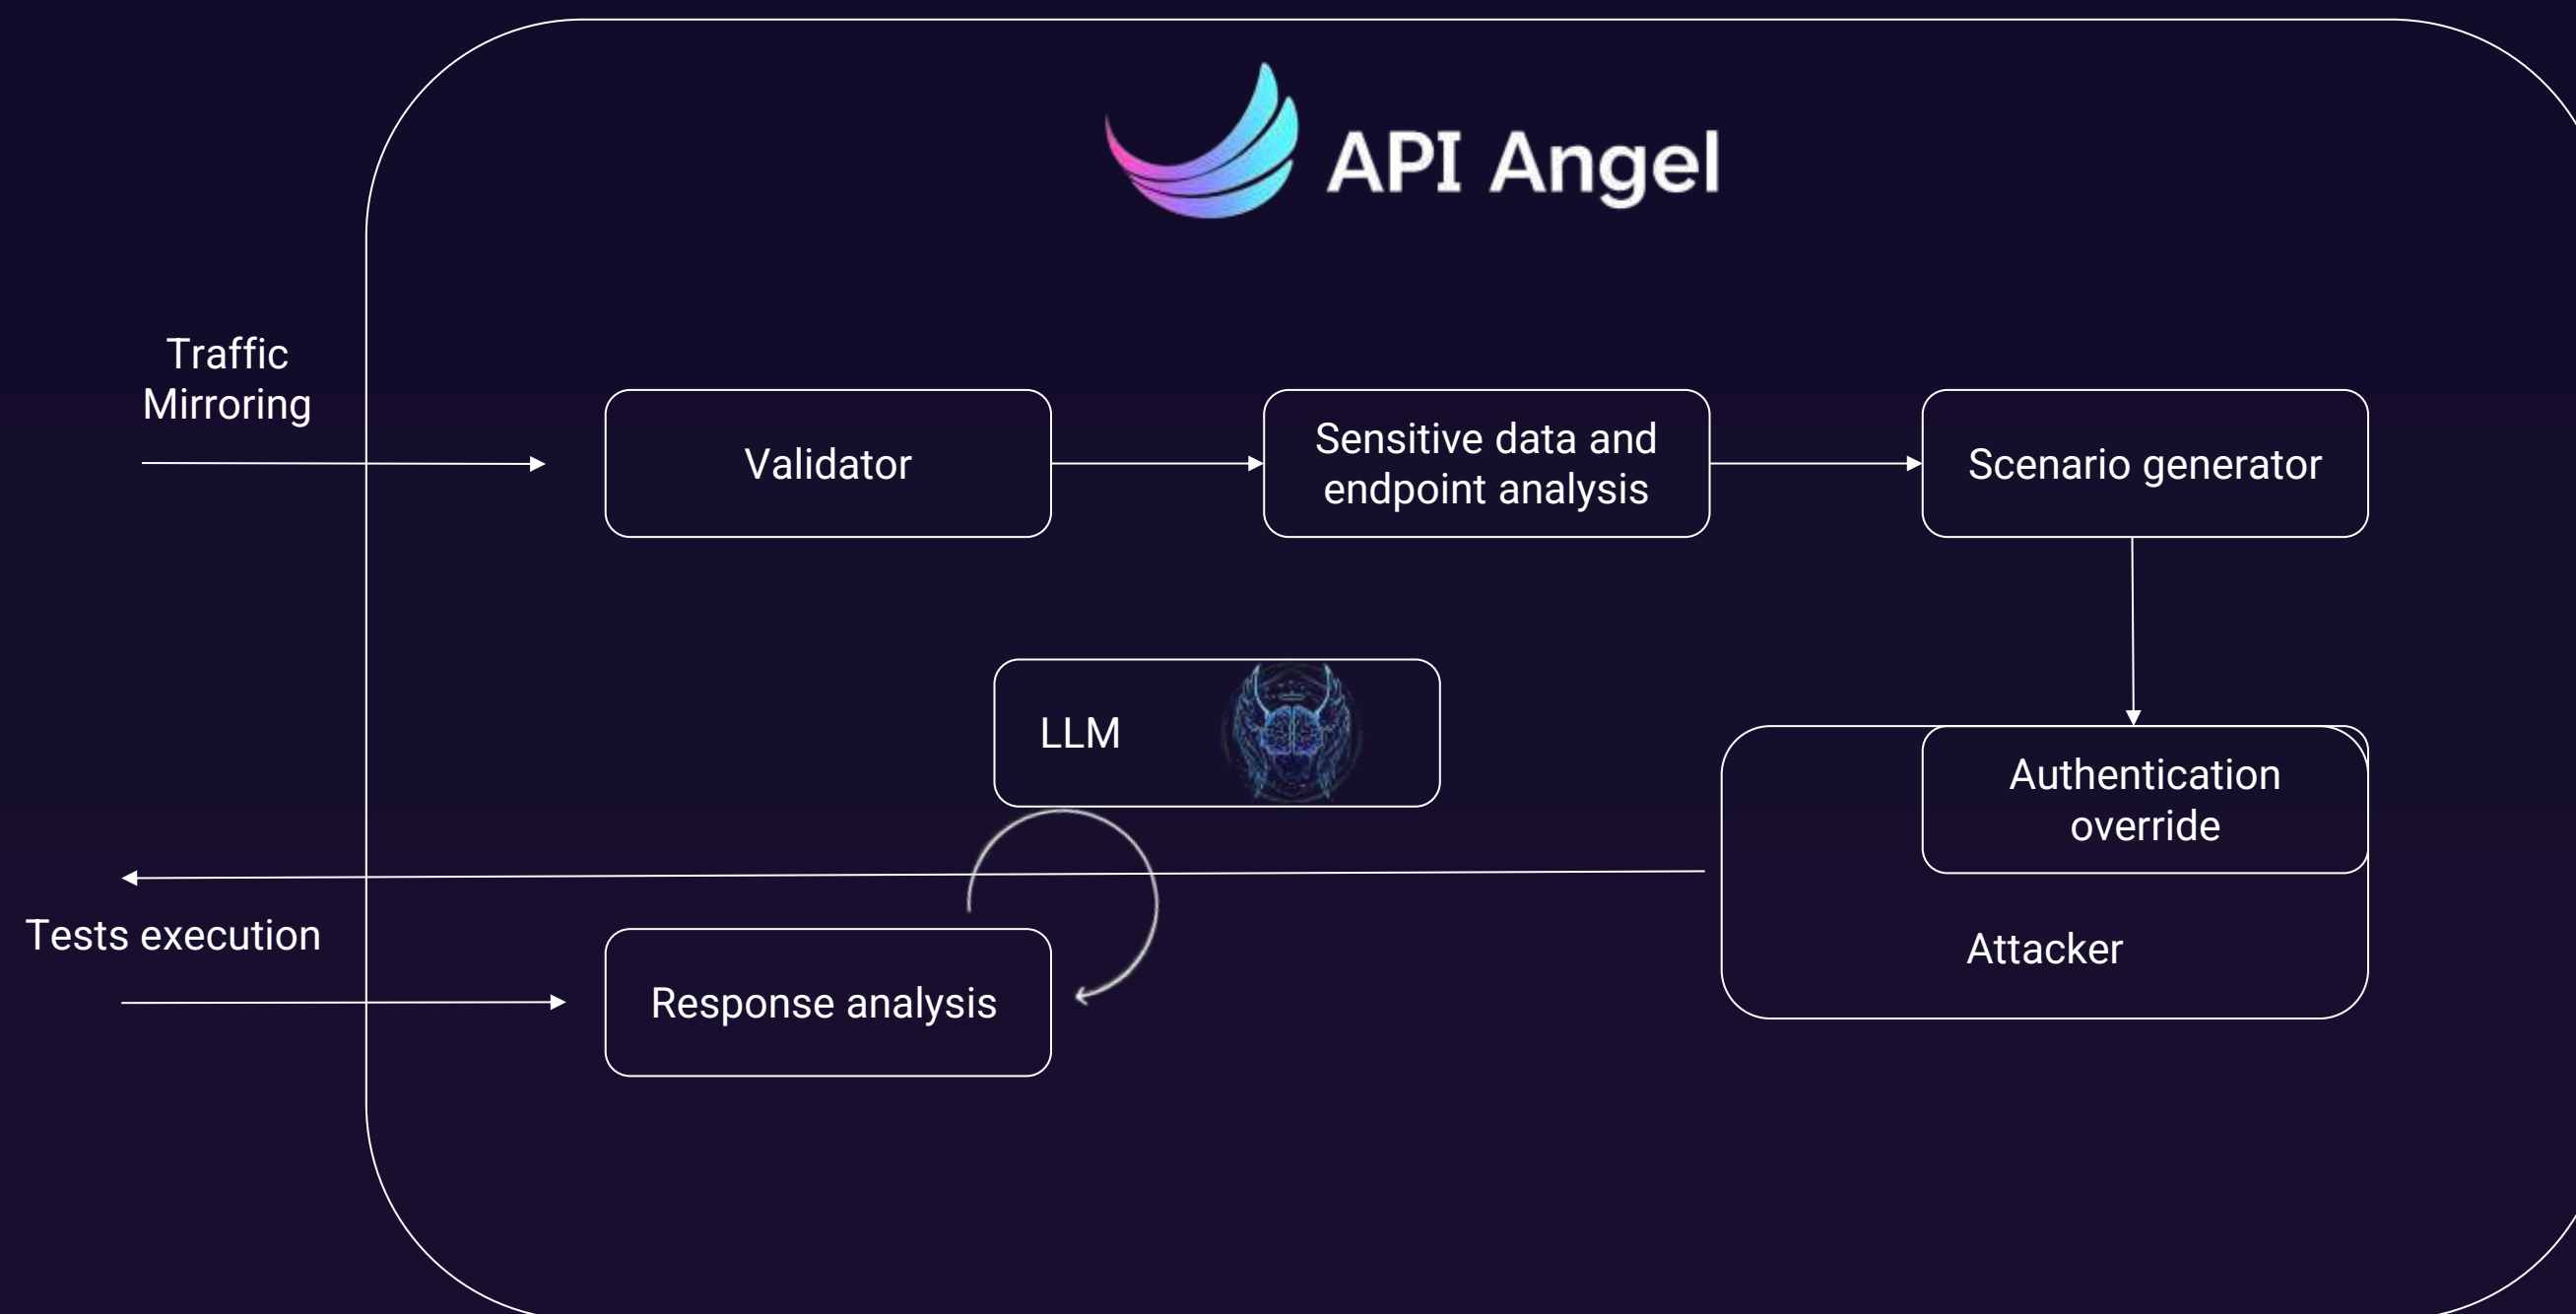 API Angel
Traffic
Mirroring
Validator
Sensitive data and
endpoint analysis
Scenario generator
LLM
Authentication
override
Tests execution
Attacker
Response analysis